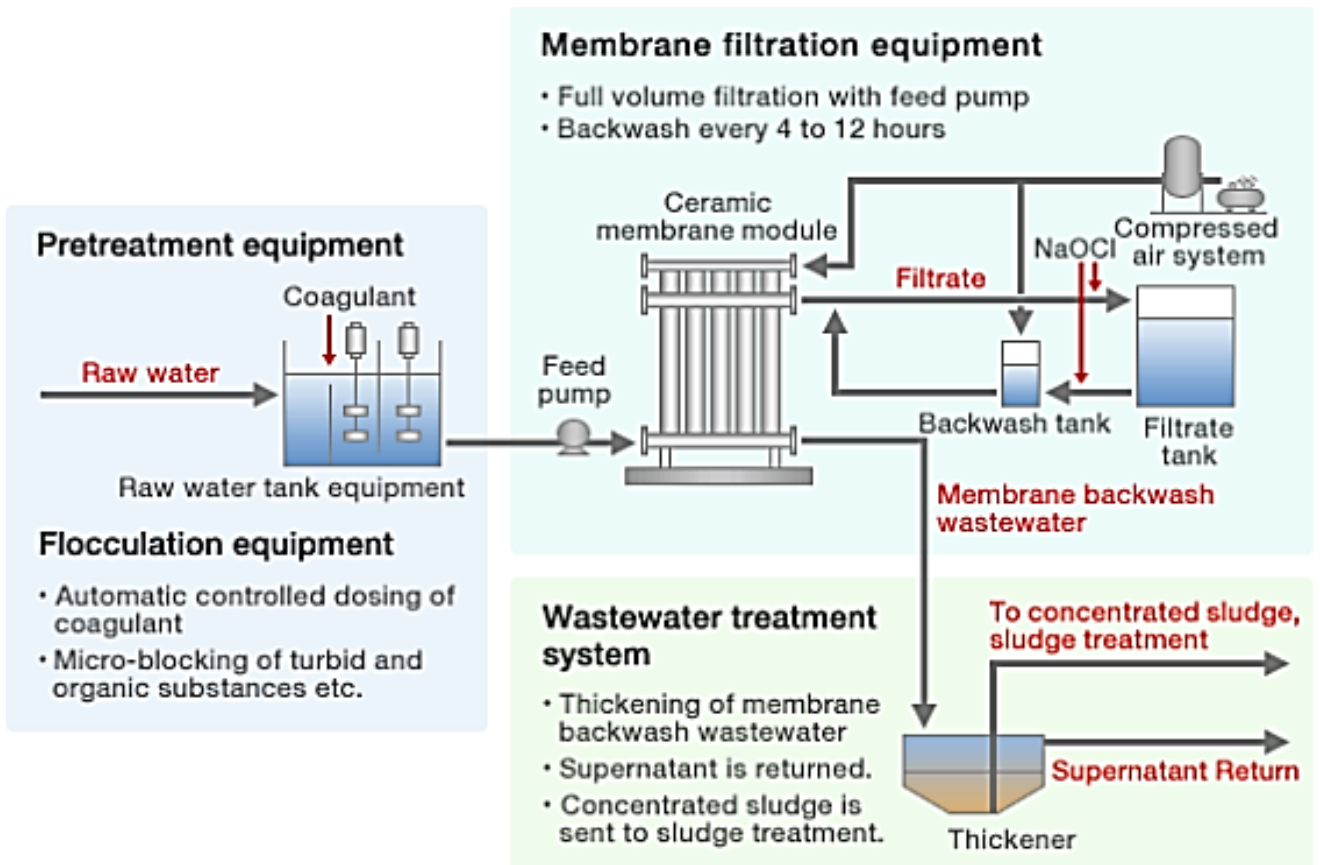 Pretreatment equipment
Coagulant
Raw water
Raw water tank equipment
Flocculation equipment
• Automatic controlled dosing of
coagulant
• Micro-blocking of turbid and
organic substances etc.
Membrane filtration equipment
• Full volume filtration with feed pump
• Backwash every 4 to 12 hours
Ceramic
membrane module
Compressed
air system
NaOCl
Filtrate
Feed
pump
Backwash tank
Filtrate
tank
Membrane backwash
wastewater
Wastewater treatment
system
• Thickening of membrane
backwash wastewater
• Supernatant is returned.
• Concentrated sludge is
sent to sludge treatment.
To concentrated sludge,
sludge treatment
Supernatant Return
Thickener